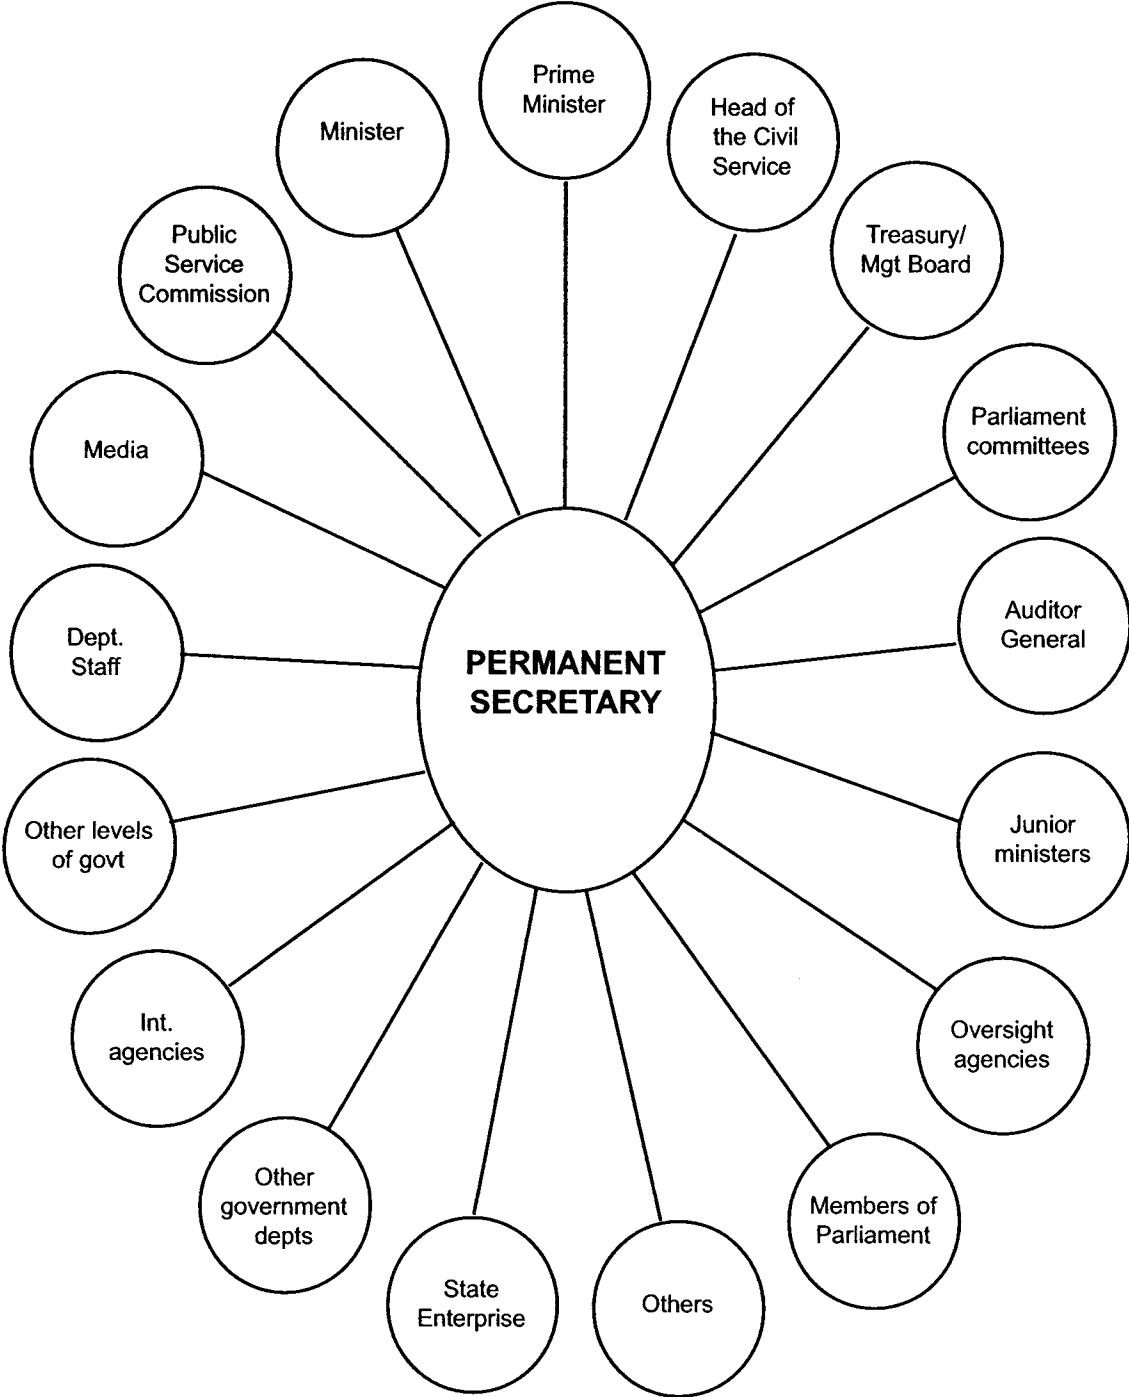 Prime
Minister
Head of
the Civil
Service
Treasury/
Mgt Board
Parliament
committees
Auditor
General
Junior
ministers
Oversight
agencies
Members of
Parliament
Others
State
Enterprise
Other
government
depts
Int.
agencies
Other levels
of govt
Dept.
Staff
Media
Public
Service
Commission
Minister
PERMANENT
SECRETARY